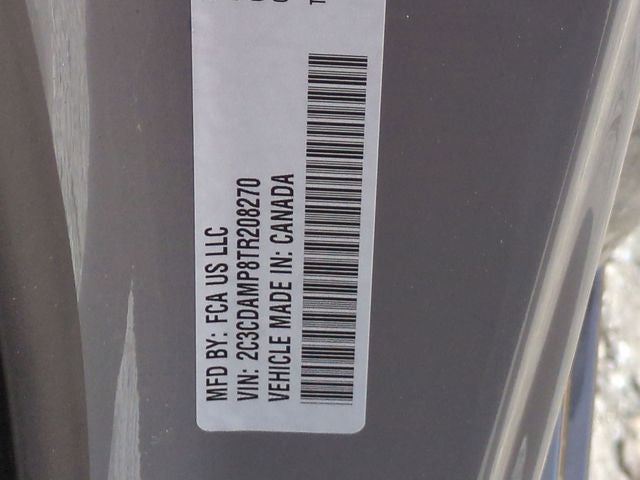 MFD BY: FCA US LLC
VIN: 2C3CDAMP8TR208270
VEHICLE MADE IN: CANADA